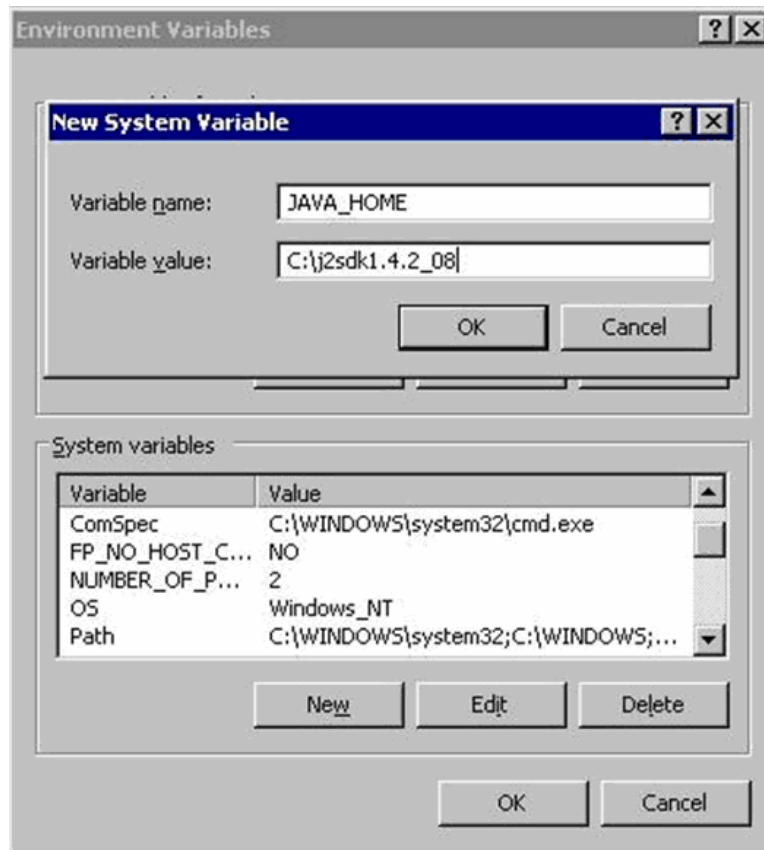 Environment Variables
New System Variable
Variable name: JAVA_HOME
Variable value: C:\j2sdk1.4.2_08
OK Cancel
System variables
Variable Value
ComSpec C:\WINDOWS\system32\cmd.exe
FP_NO_HOST_C... NO
NUMBER_OF_P... 2
OS Windows_NT
Path C:\WINDOWS\system32;C:\WINDOWS;...
New Edit Delete
OK Cancel